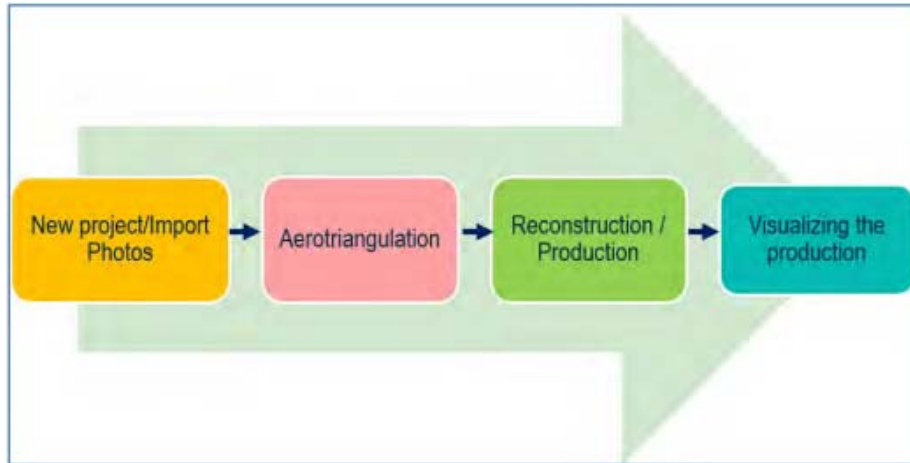 New project/Import
Photos
Aerotriangulation
Reconstruction /
Production
Visualizing the
production